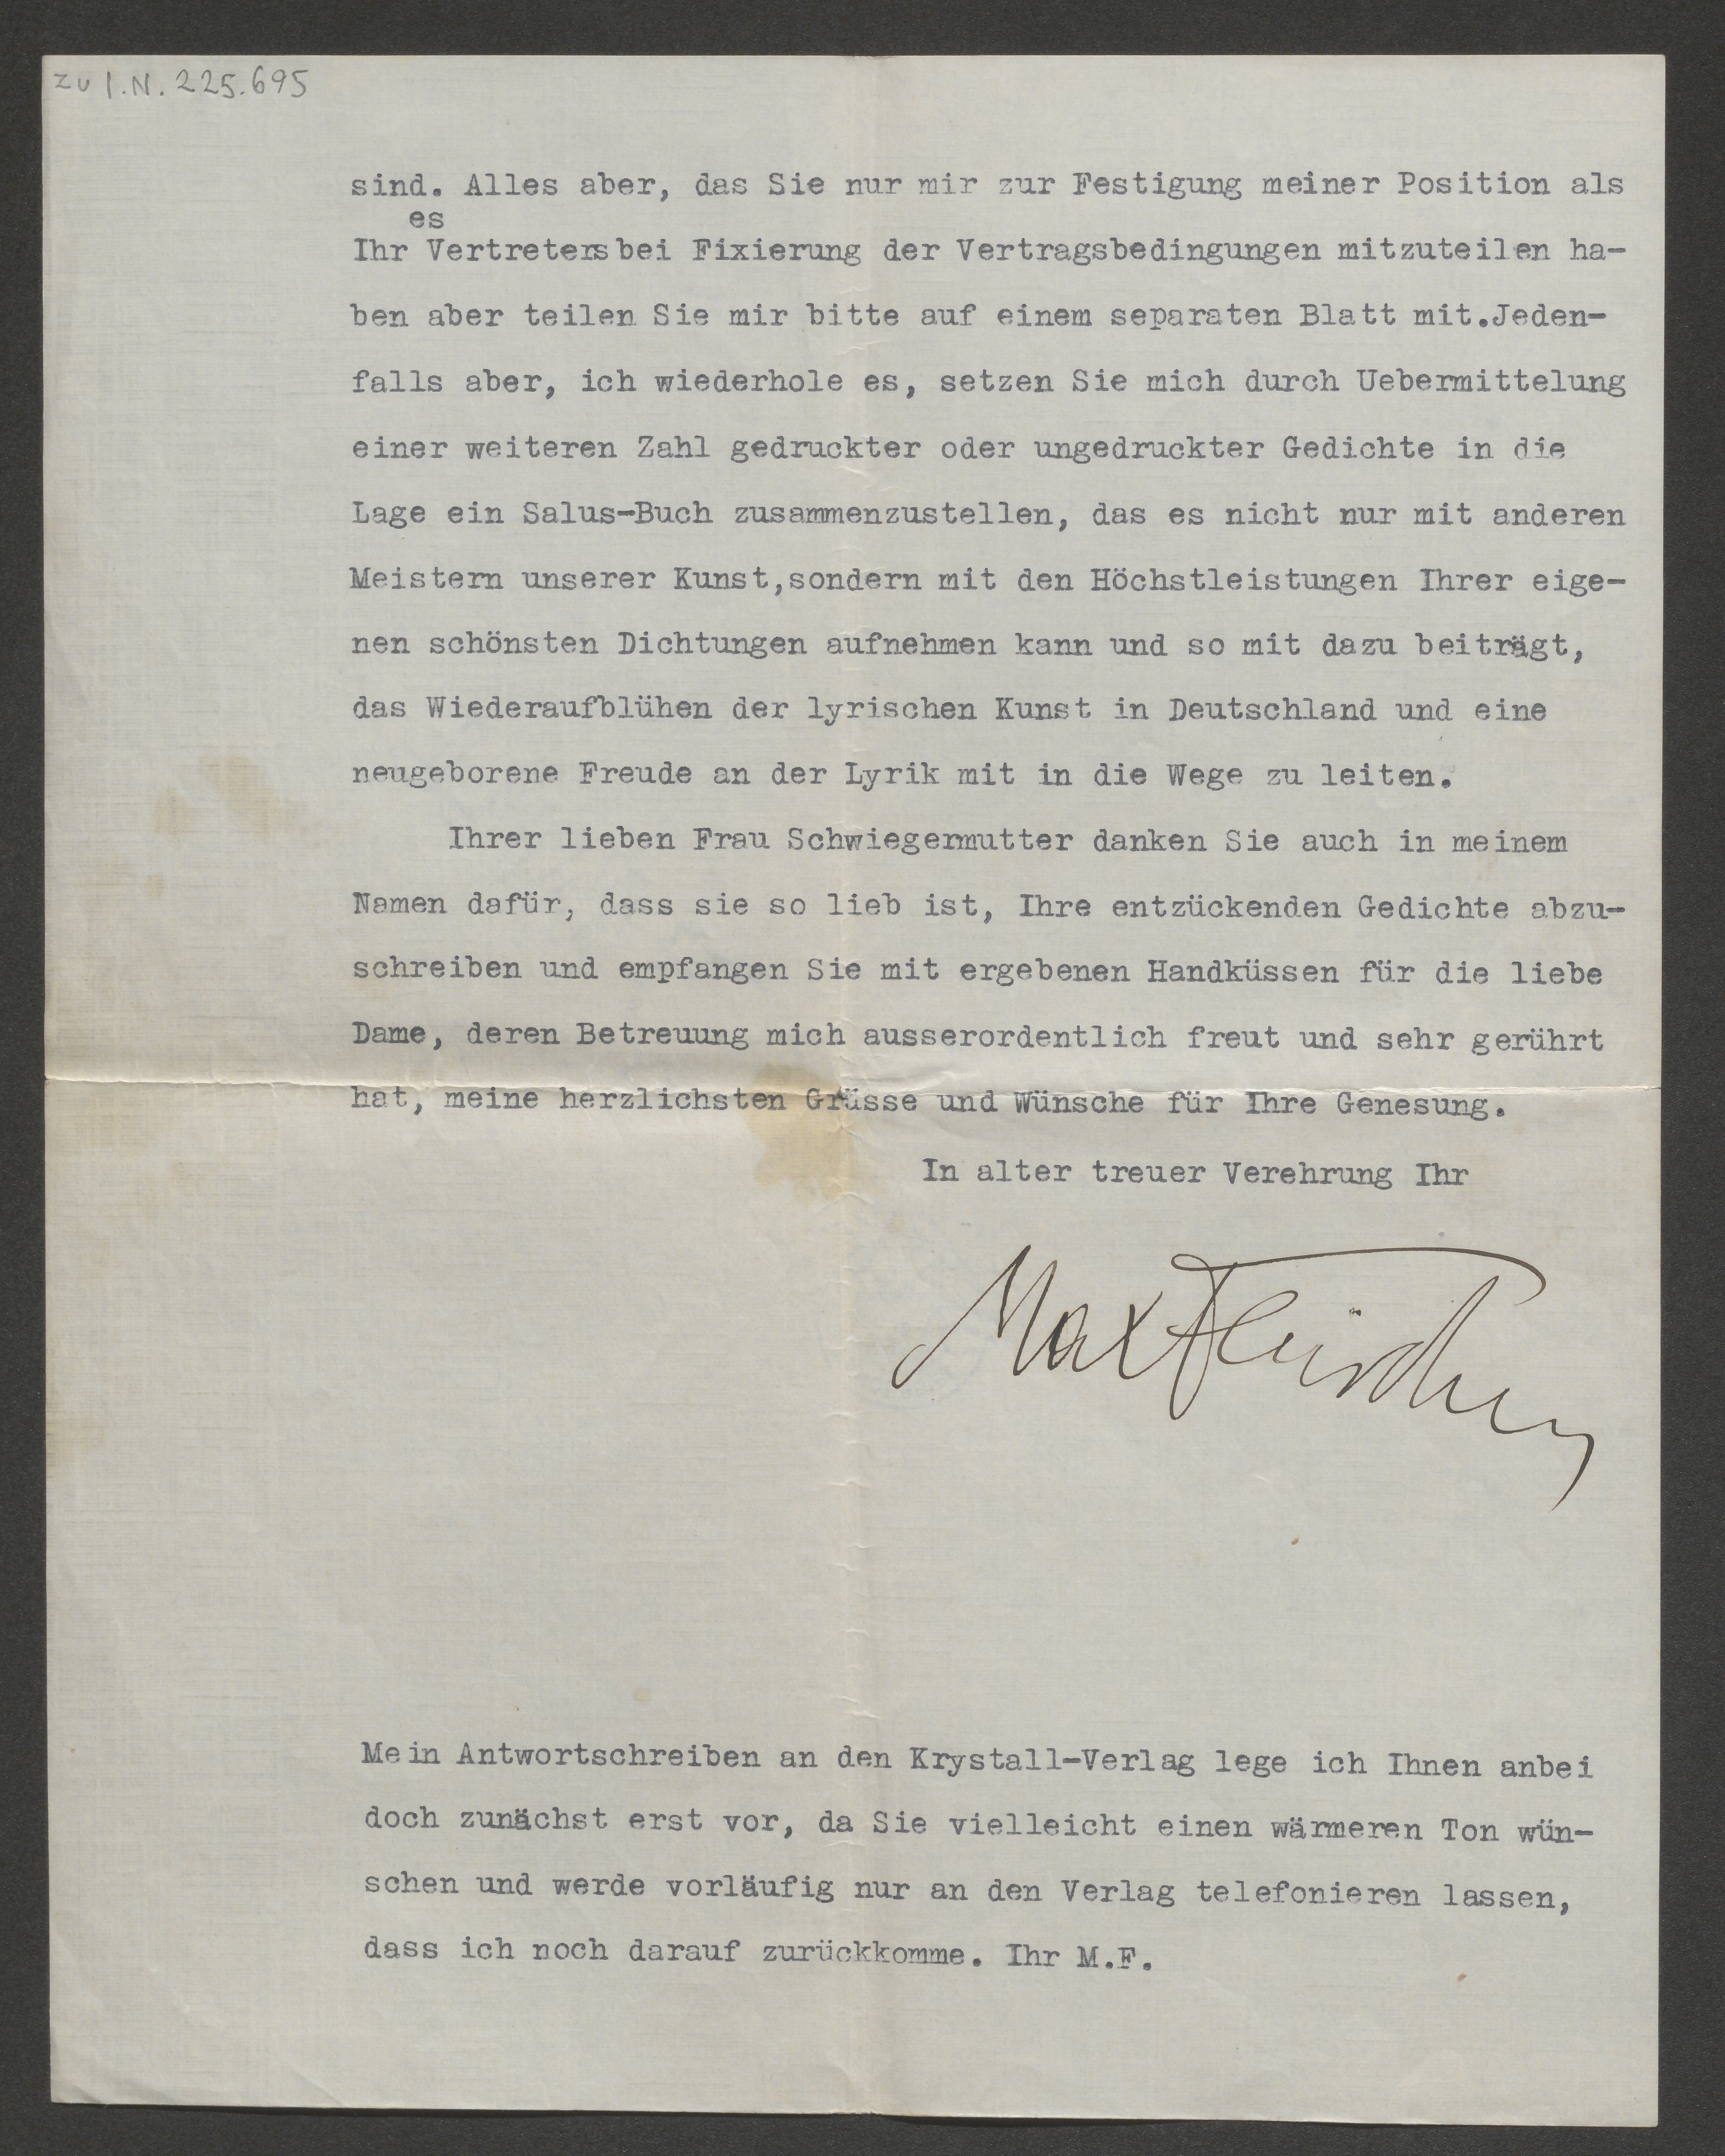 zu I.N. 225.695
sind. Alles aber, das Sie nur mir zur Festigung meiner Position als
es
Ihr Vertreters bei Fixierung der Vertragsbedingungen mitzuteilen ha-
ben aber teilen Sie mir bitte auf einem separaten Blatt mit.Jeden-
falls aber, ich wiederhole es, setzen Sie mich durch Uebermittelung
einer weiteren Zahl gedruckter oder ungedruckter Gedichte in die
Lage ein Salus-Buch zusammenzustellen, das es nicht nur mit anderen
Meistern unserer Kunst,sondern mit den Höchstleistungen Ihrer eige-
nen schönsten Dichtungen aufnehmen kann und so mit dazu beiträgt,
das Wiederaufblühen der lyrischen Kunst in Deutschland und eine
neugeborene Freude an der Lyrik mit in die Wege zu leiten.
Ihrer lieben Frau Schwiegermutter danken Sie auch in meinem
Namen dafür, dass sie so lieb ist, Ihre entzückenden Gedichte abzu-
schreiben und empfangen Sie mit ergebenen Handküssen für die liebe
Dame, deren Betreuung mich ausserordentlich freut und sehr gerührt
hat, meine herzlichsten Grüsse und Wünsche für Ihre Genesung.
In alter treuer Verehrung Ihr
Max Fleischer
Mein Antwortschreiben an den Krystall-Verlag lege ich Ihnen anbei
doch zunächst erst vor, da Sie vielleicht einen wärmeren Ton wün-
schen und werde vorläufig nur an den Verlag telefonieren lassen,
dass ich noch darauf zurückkomme. Ihr M.F.